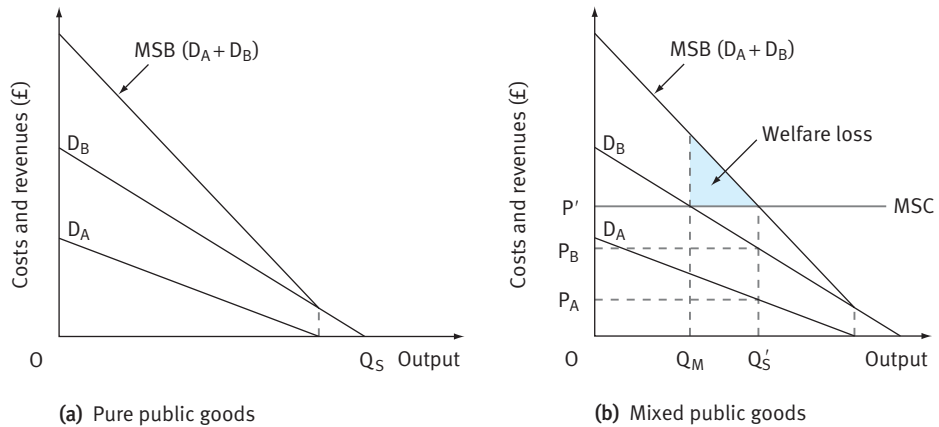 Costs and revenues (£)
MSB (DA + DB)
DB
DA
O
QS
Output
(a) Pure public goods
Costs and revenues (£)
MSB (DA + DB)
Welfare loss
DB
P′
MSC
DA
PB
PA
O
QM
Q′S
Output
(b) Mixed public goods